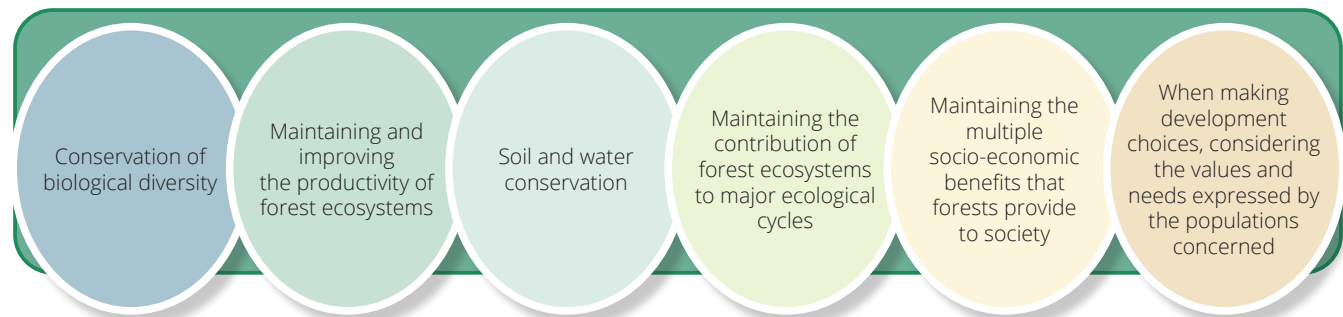 Conservation of
biological diversity
Maintaining and
improving
the productivity of
forest ecosystems
Soil and water
conservation
Maintaining the
contribution of
forest ecosystems
to major ecological
cycles
Maintaining the
multiple
socio-economic
benefits that
forests provide
to society
When making
development
choices, considering
the values and
needs expressed by
the populations
concerned